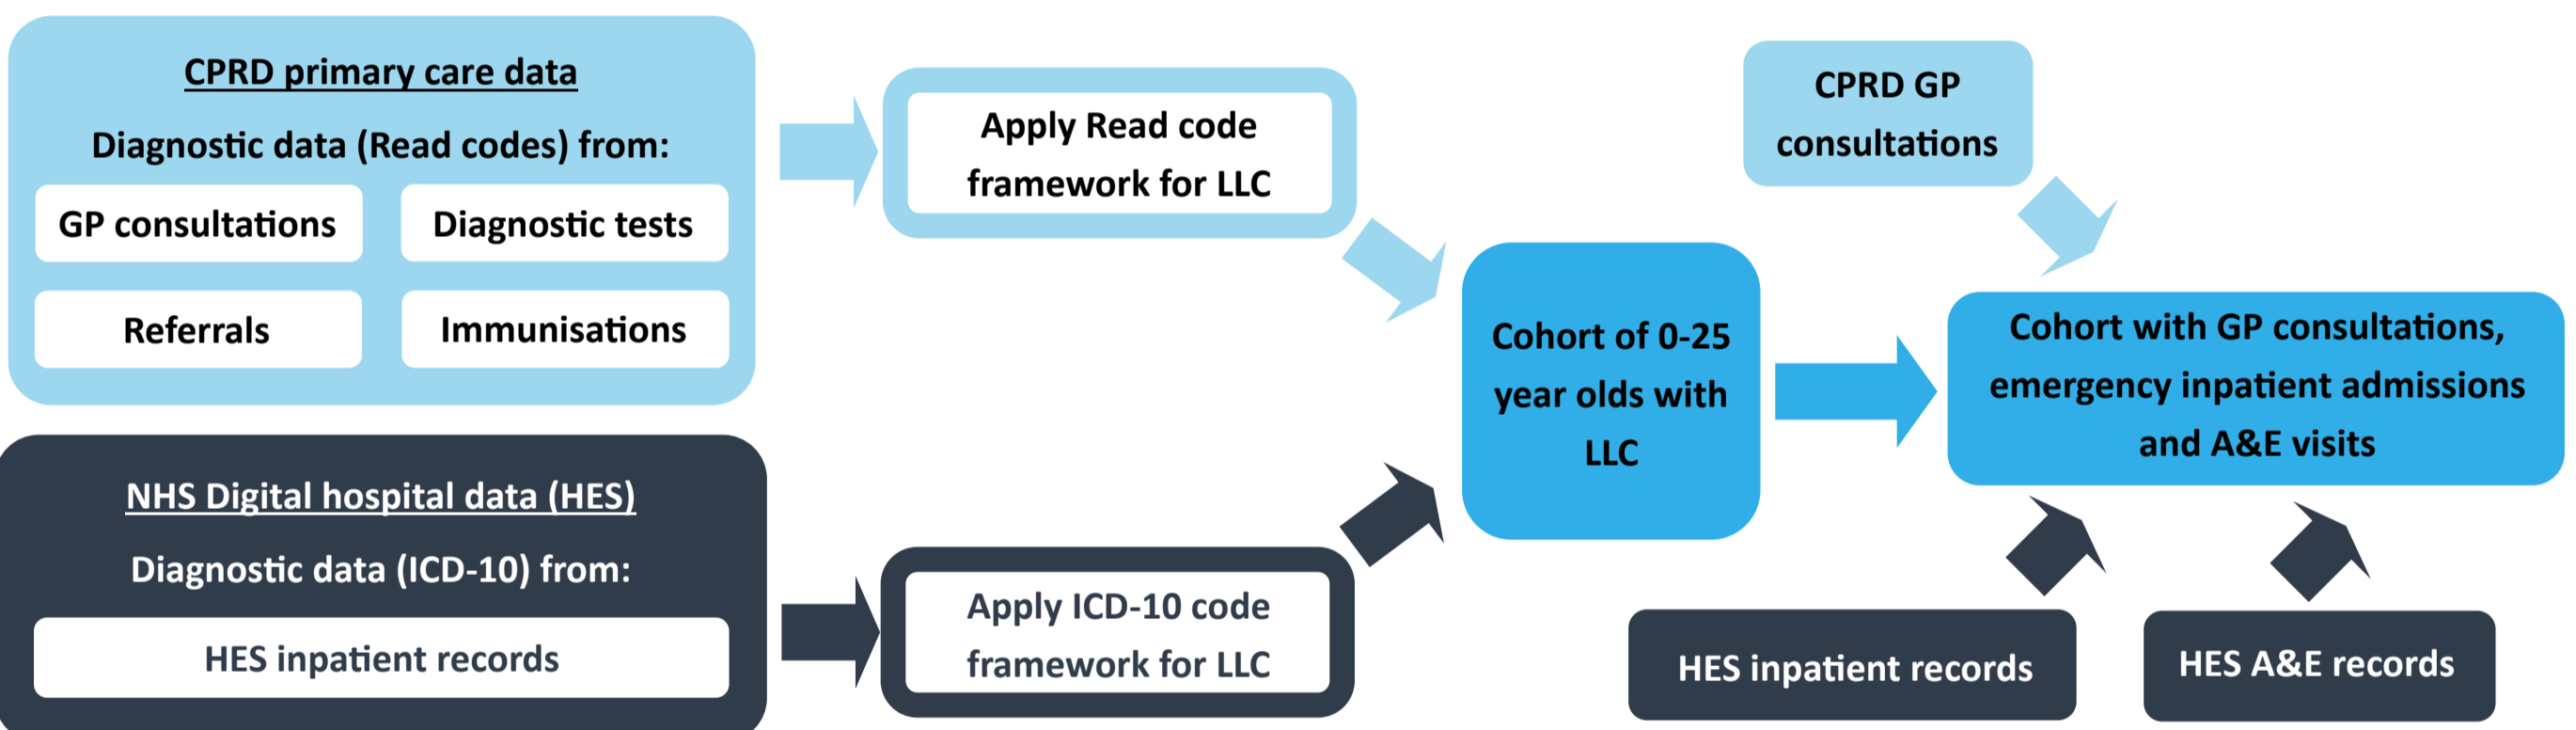 CPRD primary care data
Diagnostic data (Read codes) from:
GP consultations
Diagnostic tests
Referrals
Immunisations
NHS Digital hospital data (HES)
Diagnostic data (ICD-10) from:
HES inpatient records
Apply Read code
framework for LLC
Apply ICD-10 code
framework for LLC
Cohort of 0-25
year olds with
LLC
CPRD GP
consultations
Cohort with GP consultations,
emergency inpatient admissions
and A&E visits
HES inpatient records
HES A&E records